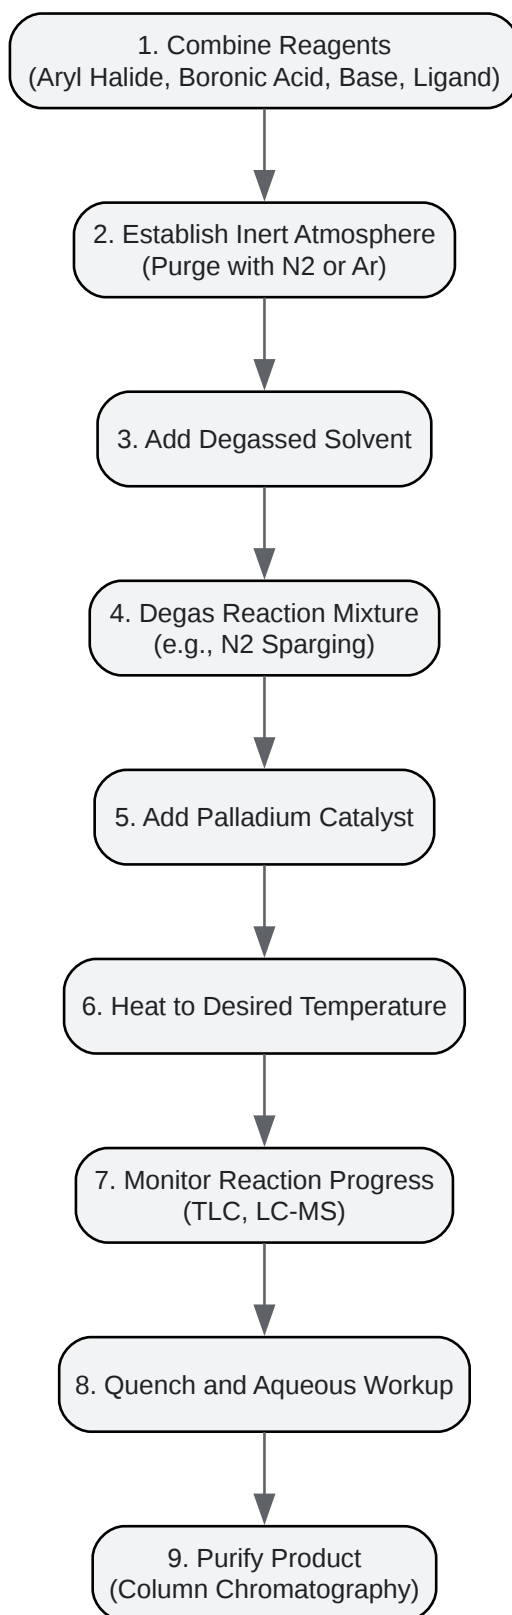 1. Combine Reagents
(Aryl Halide, Boronic Acid, Base, Ligand)
2. Establish Inert Atmosphere
(Purge with N2 or Ar)
3. Add Degassed Solvent
4. Degas Reaction Mixture
(e.g., N2 Sparging)
5. Add Palladium Catalyst
6. Heat to Desired Temperature
7. Monitor Reaction Progress
(TLC, LC-MS)
8. Quench and Aqueous Workup
9. Purify Product
(Column Chromatography)